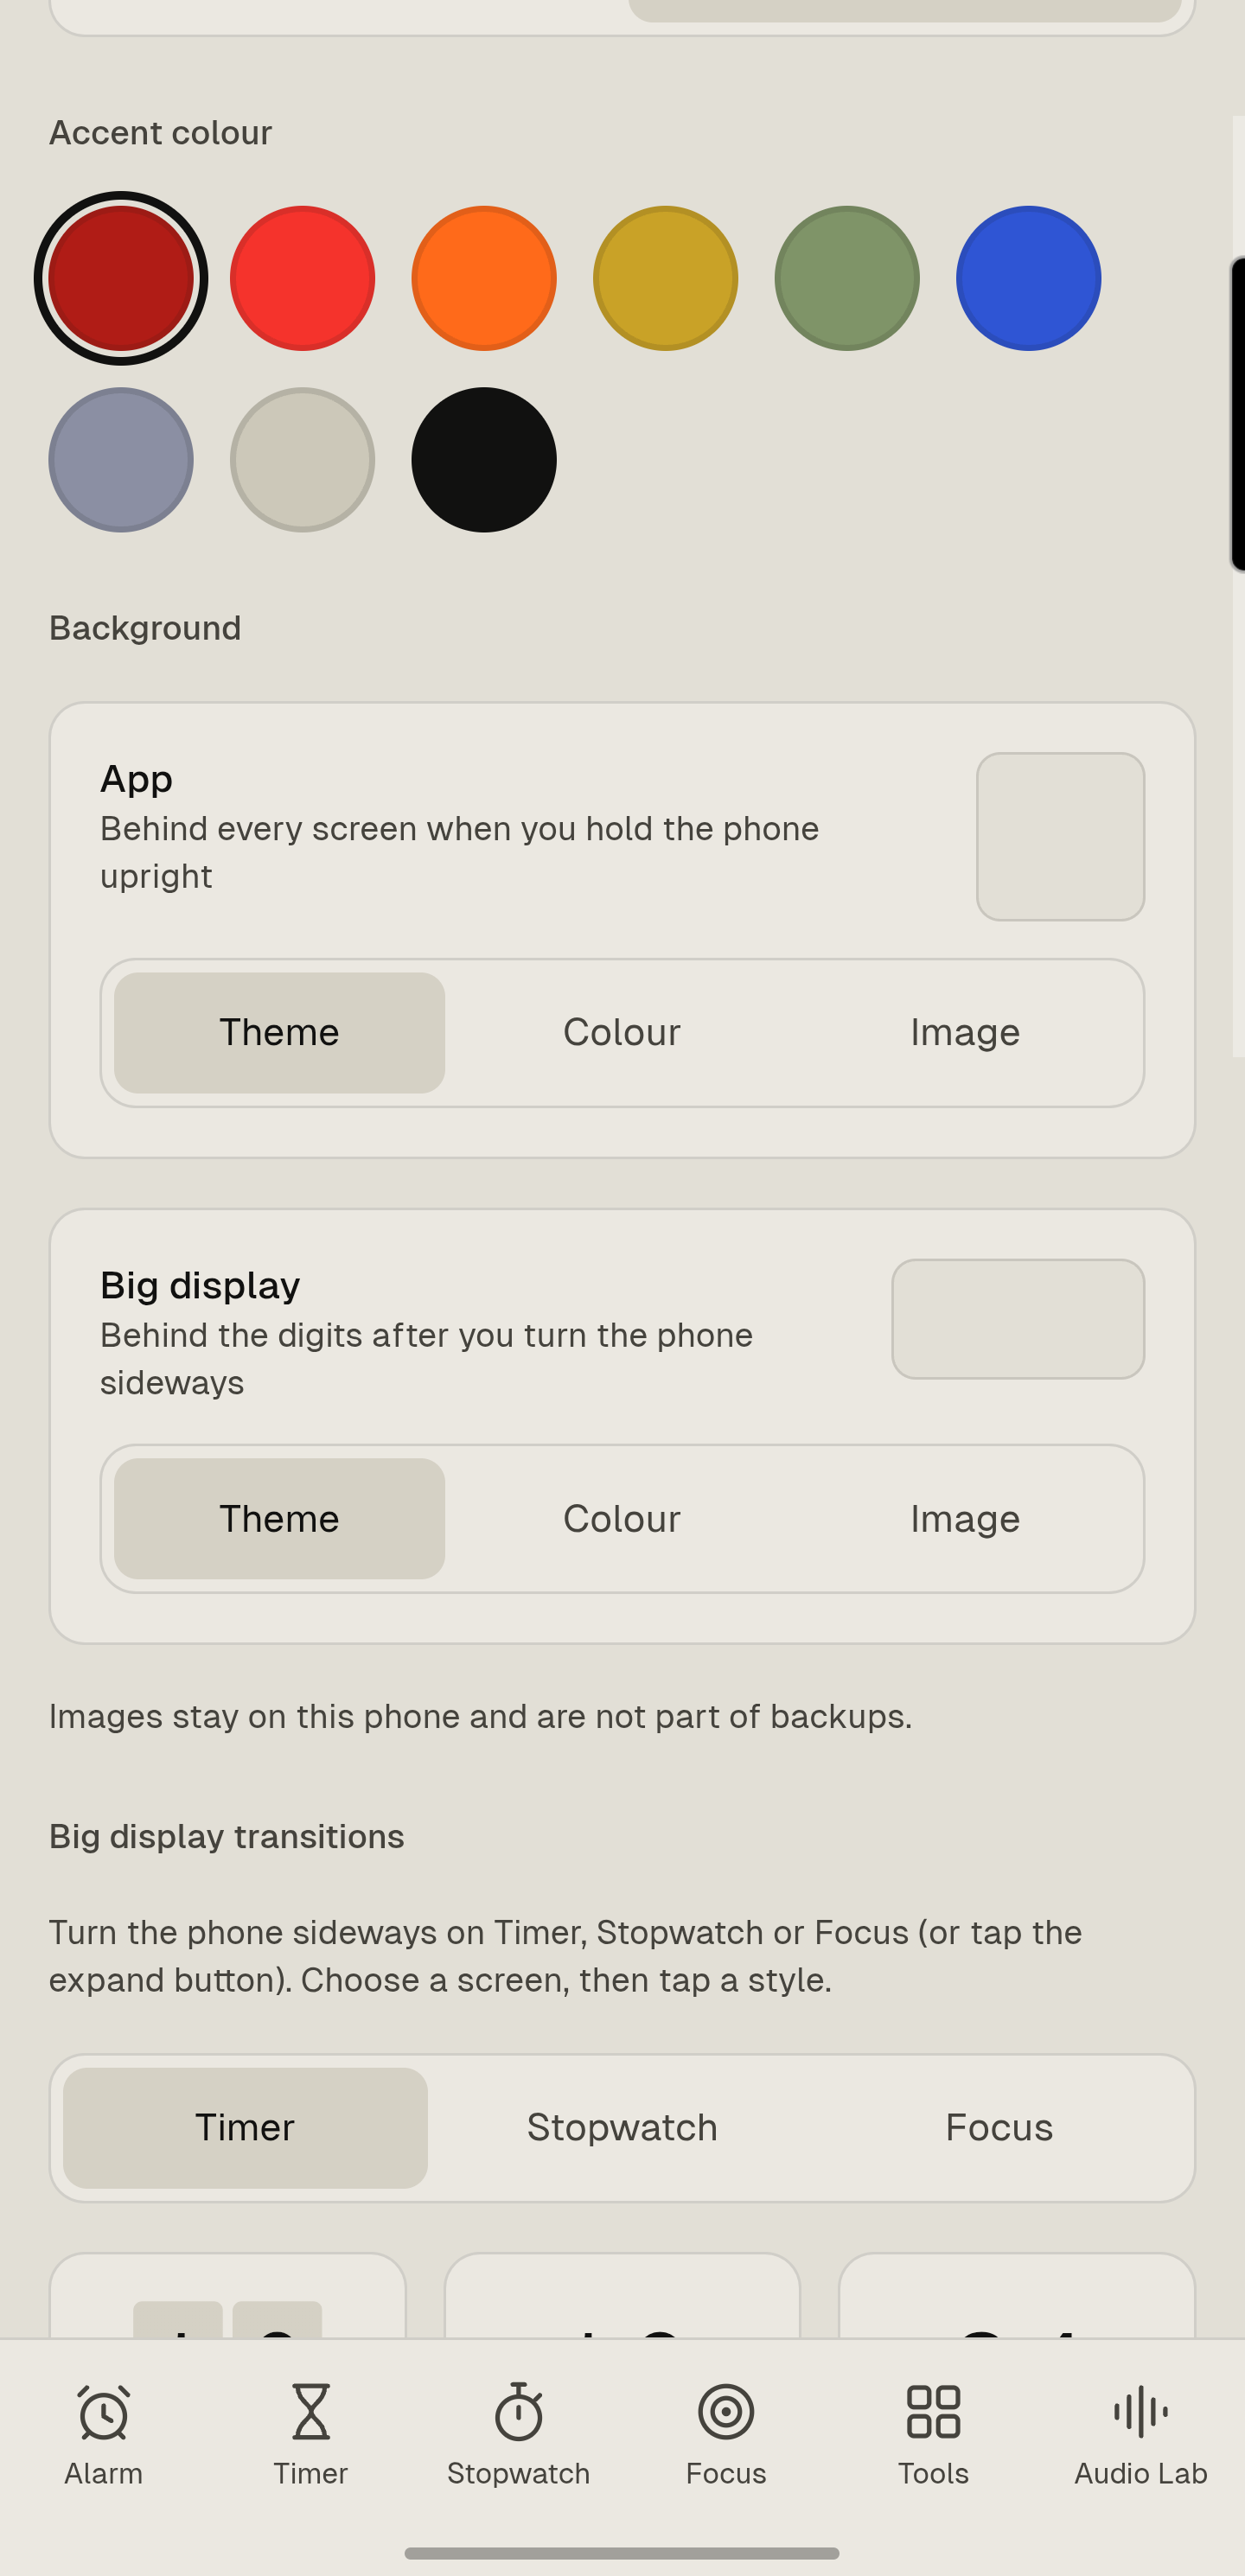 Accent colour
Background
App
Behind every screen when you hold the phone
upright
Theme
Colour
Image
Big display
Behind the digits after you turn the phone
sideways
Theme
Colour
Image
Images stay on this phone and are not part of backups.
Big display transitions
Turn the phone sideways on Timer, Stopwatch or Focus (or tap the
expand button). Choose a screen, then tap a style.
Timer
Stopwatch
Focus
Alarm
Timer
Stopwatch
Focus
Tools
Audio Lab